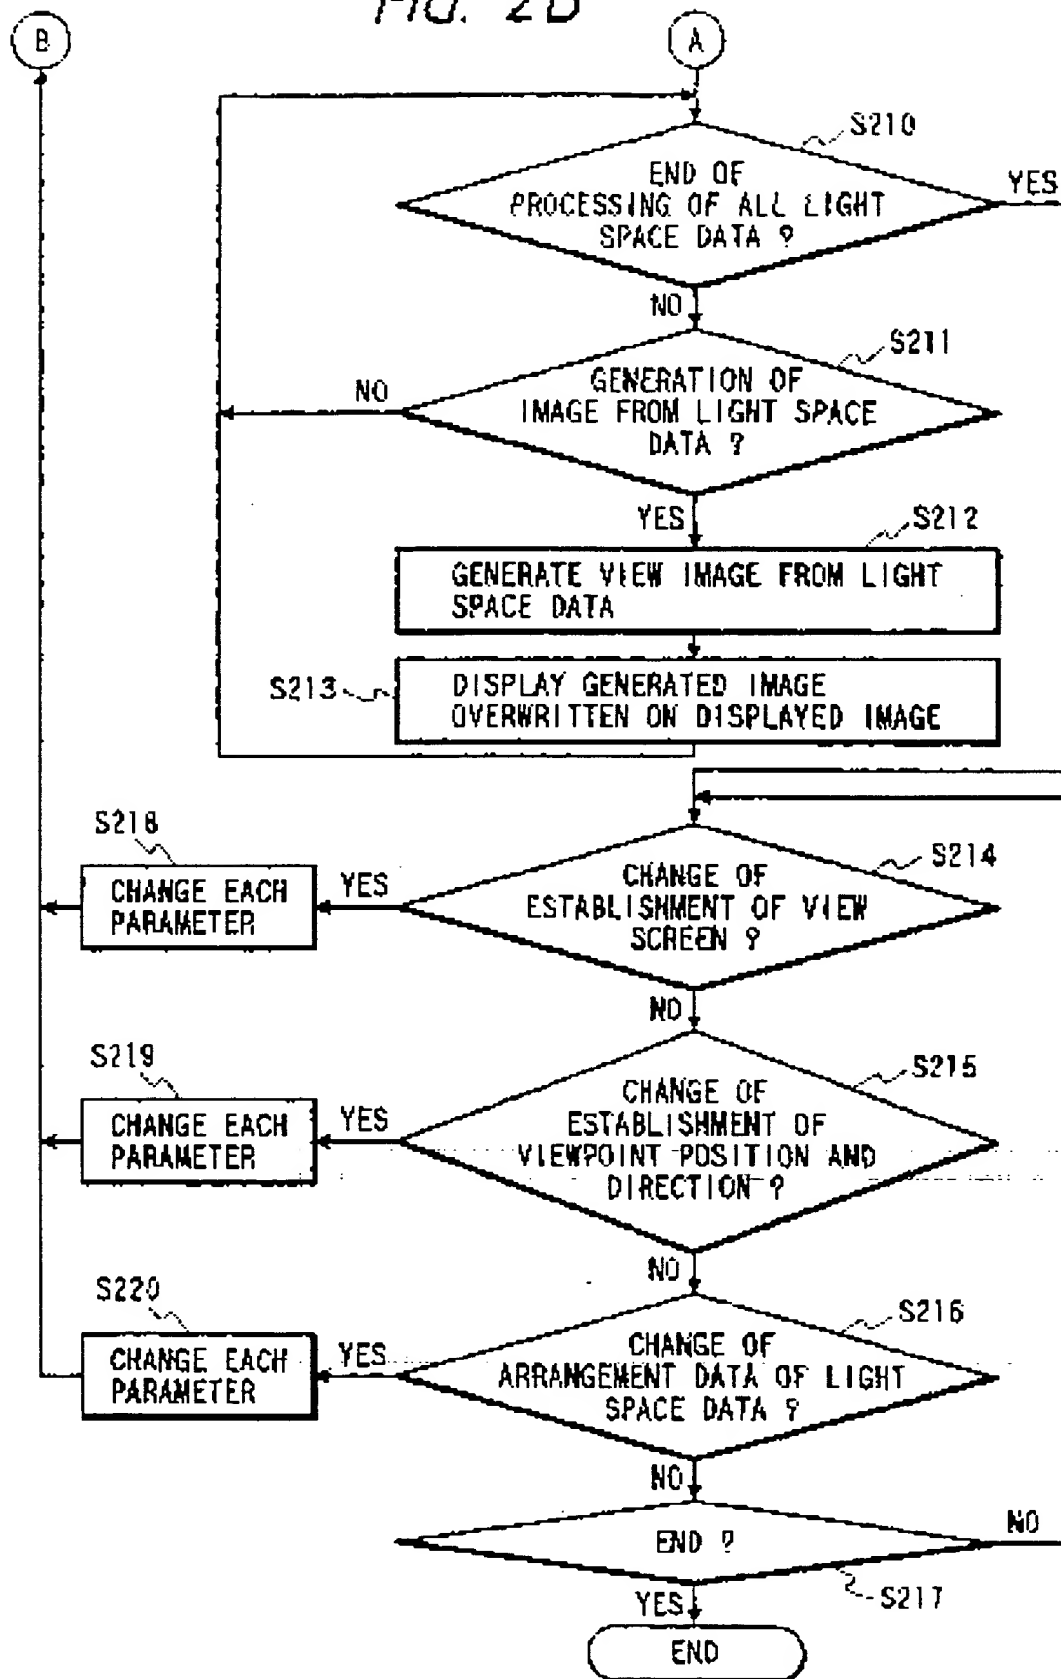 FIG. 2B
B
A
S210
END OF
PROCESSING OF ALL LIGHT
SPACE DATA ?
YES
NO
S211
GENERATION OF
IMAGE FROM LIGHT SPACE
DATA ?
NO
YES
S212
GENERATE VIEW IMAGE FROM LIGHT
SPACE DATA
S213
DISPLAY GENERATED IMAGE
OVERWRITTEN ON DISPLAYED IMAGE
S218
CHANGE EACH
PARAMETER
YES
S214
CHANGE OF
ESTABLISHMENT OF VIEW
SCREEN ?
NO
S219
CHANGE EACH
PARAMETER
YES
S215
CHANGE OF
ESTABLISHMENT OF
VIEWPOINT POSITION AND
DIRECTION ?
NO
S220
CHANGE EACH
PARAMETER
YES
S216
CHANGE OF
ARRANGEMENT DATA OF LIGHT
SPACE DATA ?
NO
END ?
NO
S217
YES
END